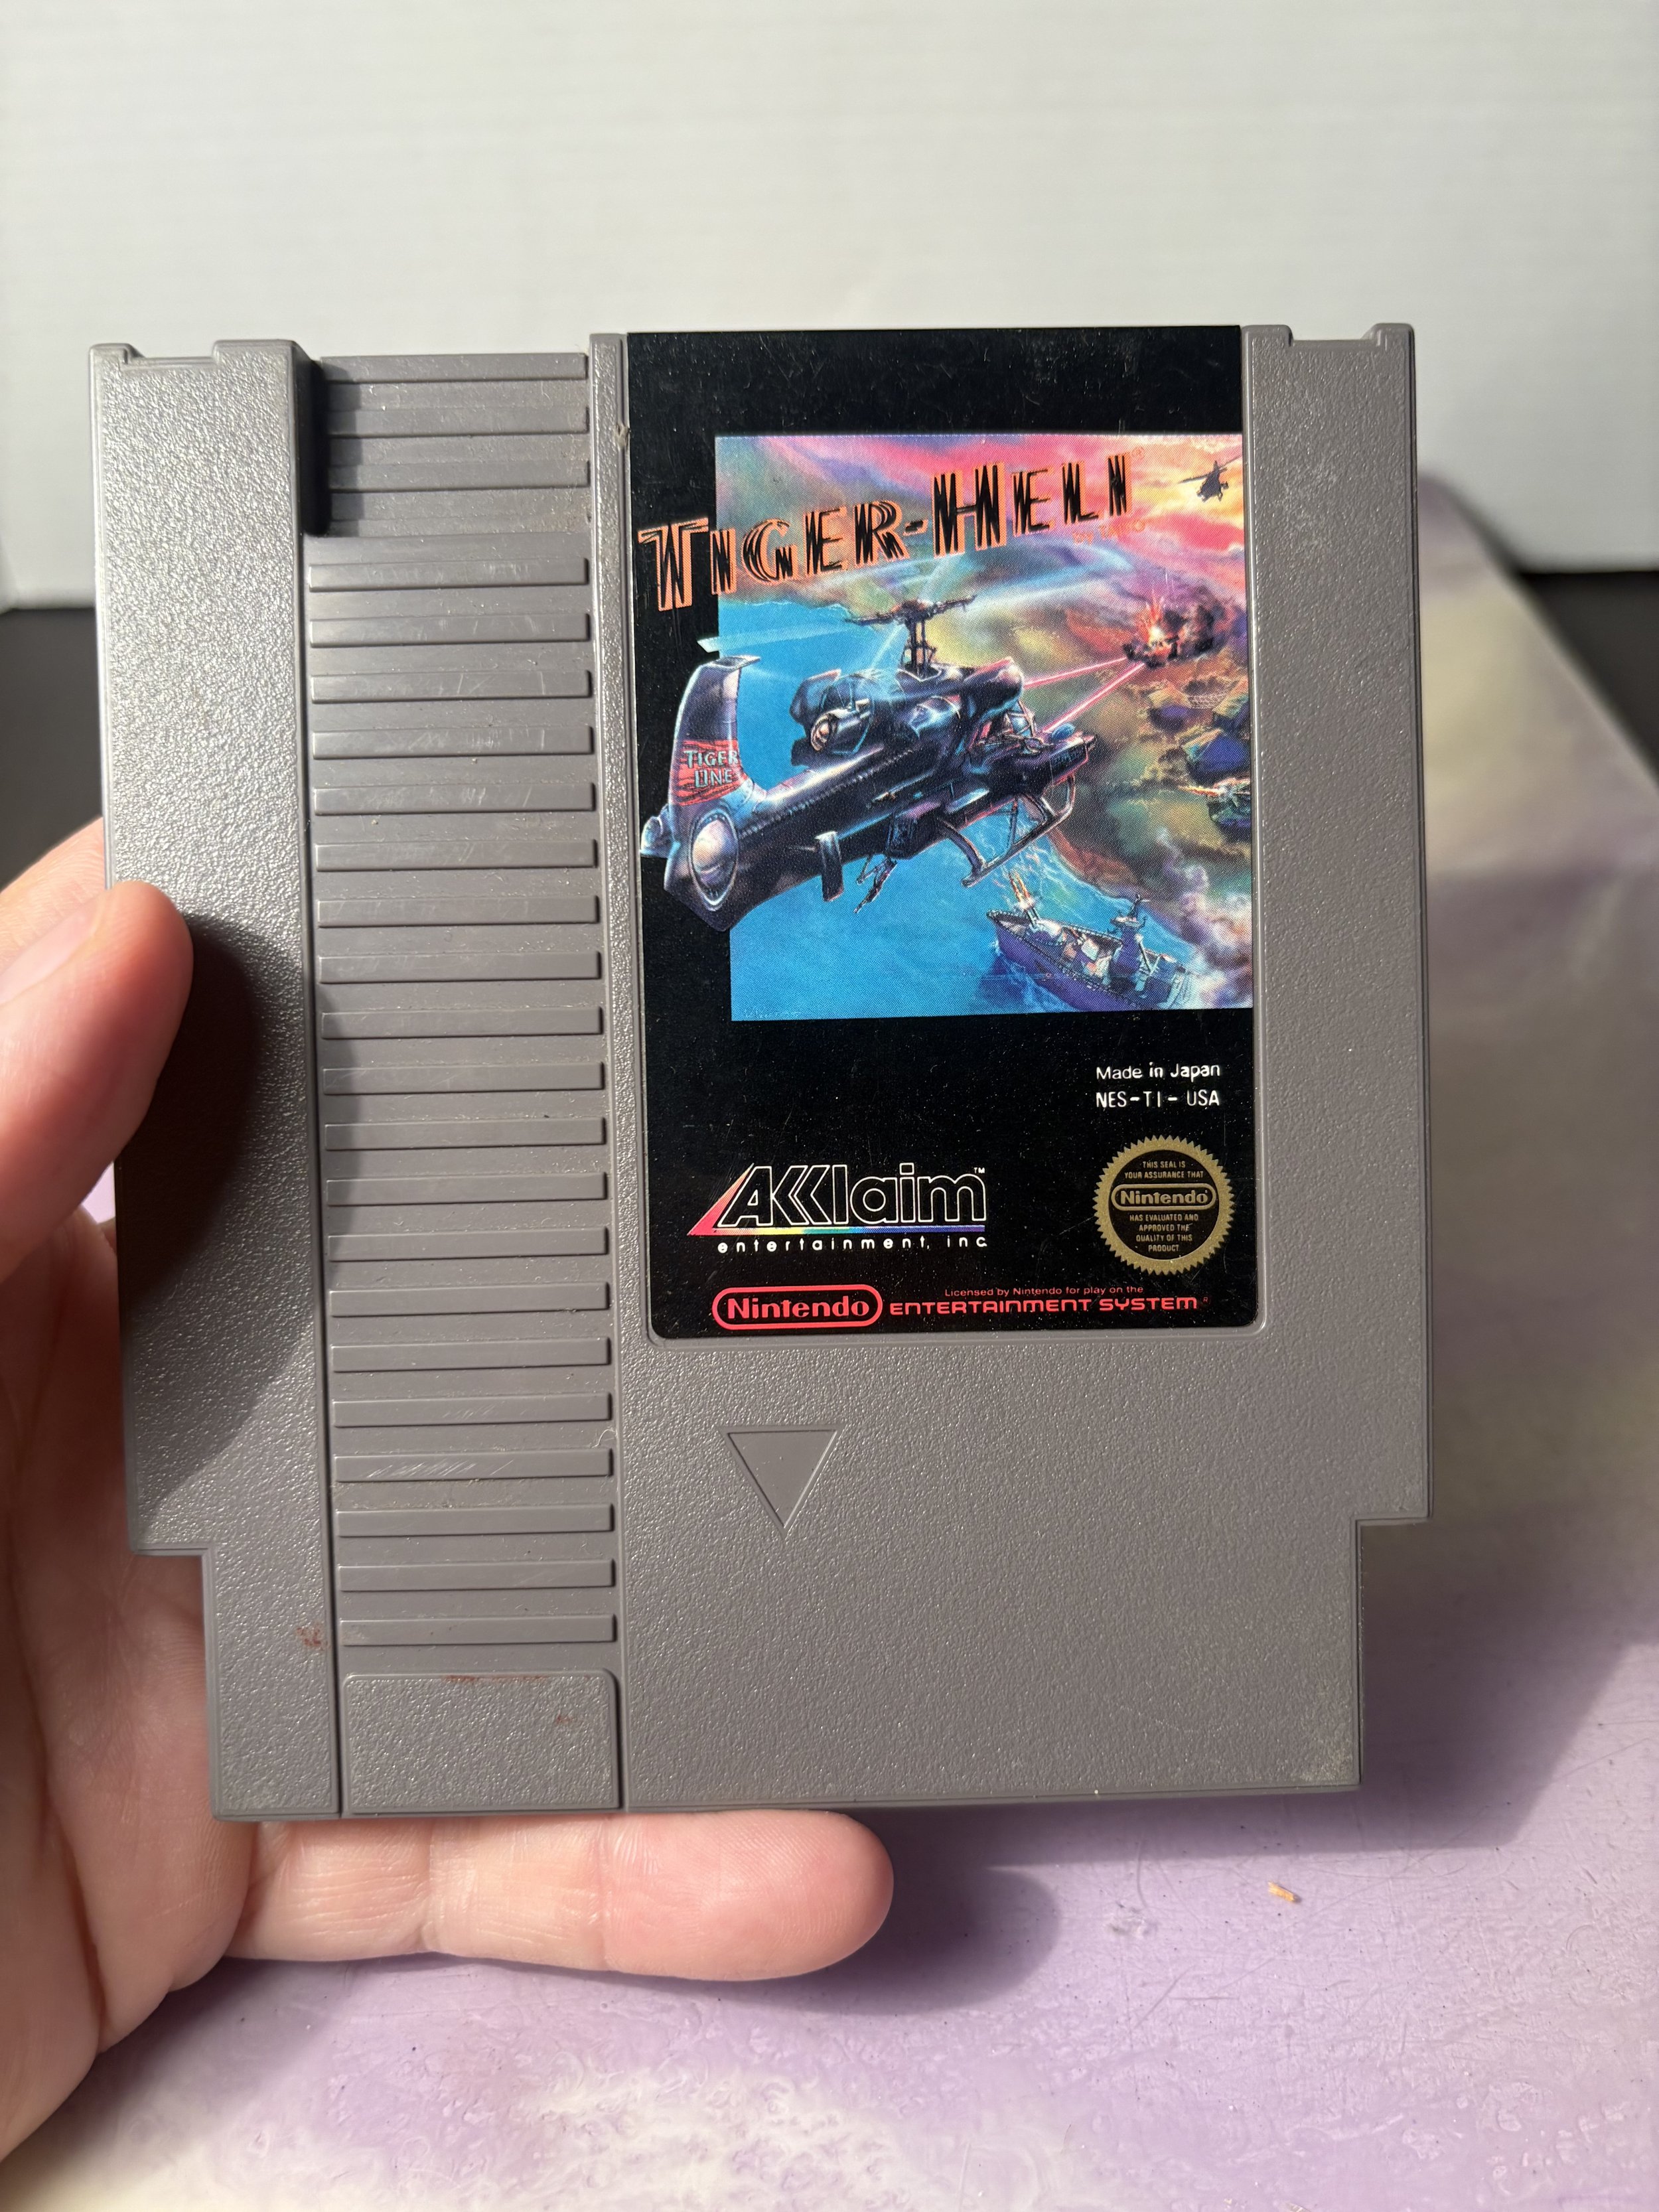 TIGER-HELI
TIGER
ONE
Made in Japan
NES-TI-USA
AKKlaim™
entertainment, inc.
THIS SEAL IS
YOUR ASSURANCE THAT
Nintendo®
HAS EVALUATED AND
APPROVED THE
QUALITY OF THIS
PRODUCT.
Licensed by Nintendo for play on the
Nintendo ENTERTAINMENT SYSTEM®